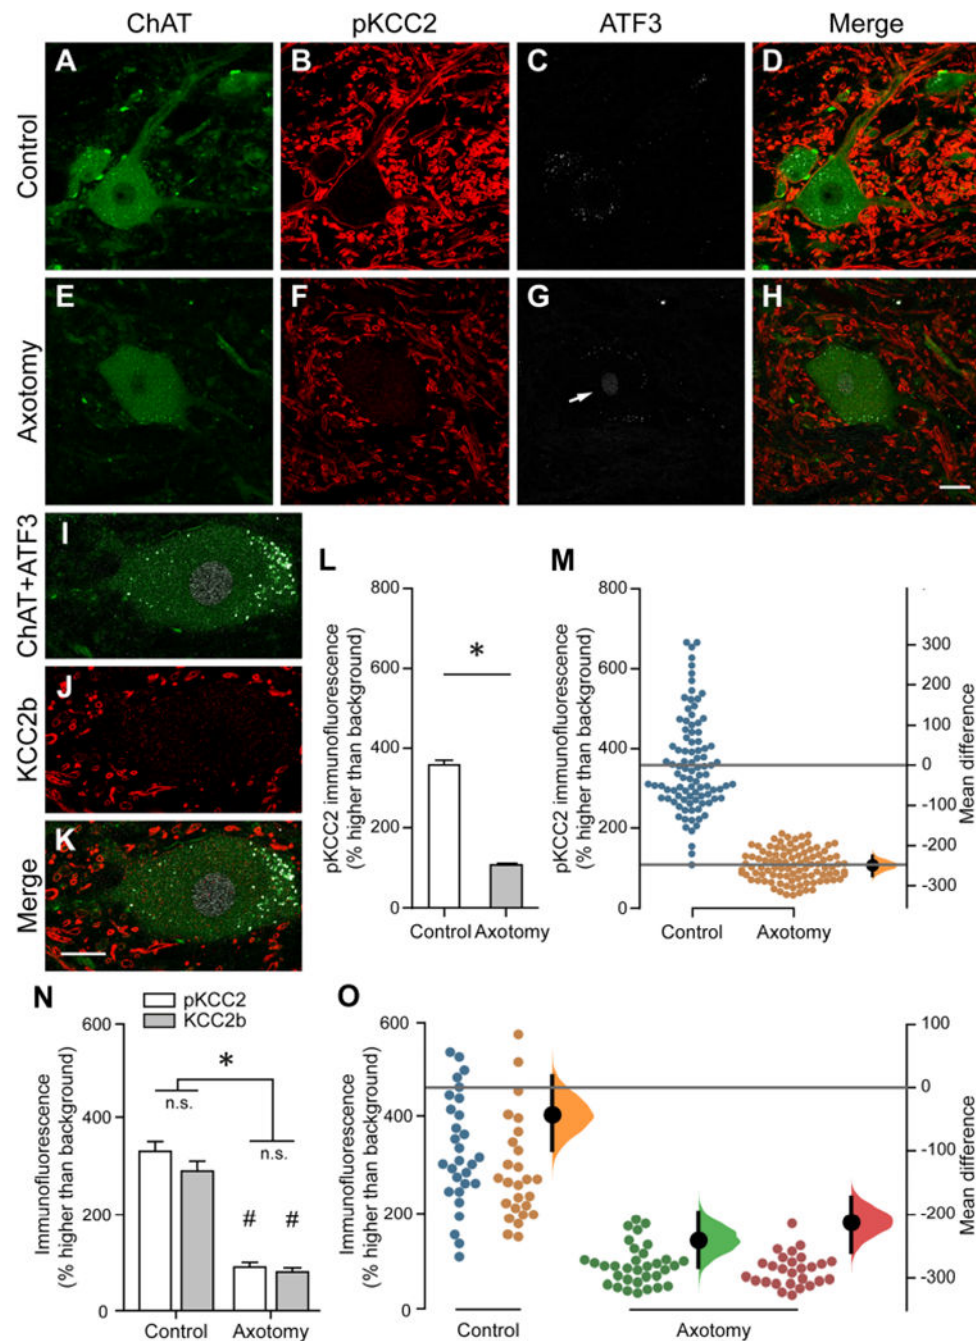 ChAT pKCC2 ATF3 Merge
Control
A B C D
Axotomy
E F G H
ChAT+ATF3
I
KCC2b
J
Merge
K
L
pKCC2 immunofluorescence
(% higher than background)
800
600
400
200
0
*
Control Axotomy
M
pKCC2 immunofluorescence
(% higher than background)
800
600
400
200
0
Control Axotomy
300
200
100
0
-100
-200
-300
Mean difference
N
pKCC2
KCC2b
Immunofluorescence
(% higher than background)
600
400
200
0
*
n.s.
n.s.
# #
Control Axotomy
O
Immunofluorescence
(% higher than background)
600
400
200
0
Control Axotomy
100
0
-100
-200
-300
Mean difference